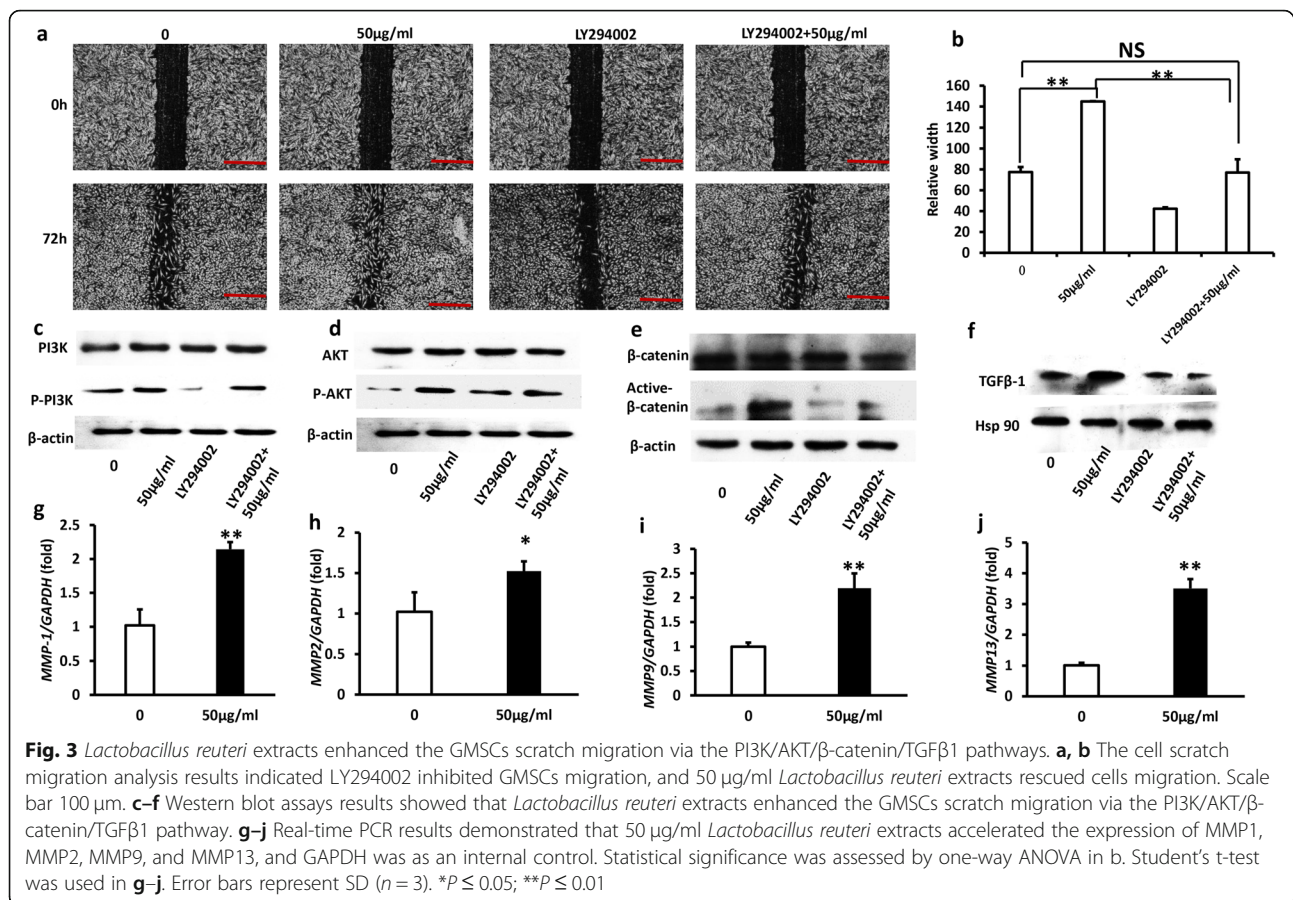 a
0
50μg/ml
LY294002
LY294002+50μg/ml
0h
72h
b
NS
**
**
Relative width
160
140
120
100
80
60
40
20
0
0
50μg/ml
LY294002
LY294002+50μg/ml
c
PI3K
P-PI3K
β-actin
0
50μg/ml
LY294002
LY294002+
50μg/ml
d
AKT
P-AKT
β-actin
0
50μg/ml
LY294002
LY294002+
50μg/ml
e
β-catenin
Active-
β-catenin
β-actin
0
50μg/ml
LY294002
LY294002+
50μg/ml
f
TGFβ-1
Hsp 90
0
50μg/ml
LY294002
LY294002+
50μg/ml
g
MMP-1/GAPDH (fold)
2.5
2
1.5
1
0.5
0
**
0
50μg/ml
h
MMP2/GAPDH (fold)
2
1.5
1
0.5
0
*
0
50μg/ml
i
MMP9/GAPDH (fold)
3
2.5
2
1.5
1
0.5
0
**
0
50μg/ml
j
MMP13/GAPDH (fold)
5
4
3
2
1
0
**
0
50μg/ml
Fig. 3 Lactobacillus reuteri extracts enhanced the GMSCs scratch migration via the PI3K/AKT/β-catenin/TGFβ1 pathways. a, b The cell scratch
migration analysis results indicated LY294002 inhibited GMSCs migration, and 50 μg/ml Lactobacillus reuteri extracts rescued cells migration. Scale
bar 100 μm. c–f Western blot assays results showed that Lactobacillus reuteri extracts enhanced the GMSCs scratch migration via the PI3K/AKT/β-
catenin/TGFβ1 pathway. g–j Real-time PCR results demonstrated that 50 μg/ml Lactobacillus reuteri extracts accelerated the expression of MMP1,
MMP2, MMP9, and MMP13, and GAPDH was as an internal control. Statistical significance was assessed by one-way ANOVA in b. Student's t-test
was used in g–j. Error bars represent SD (n = 3). *P ≤ 0.05; **P ≤ 0.01